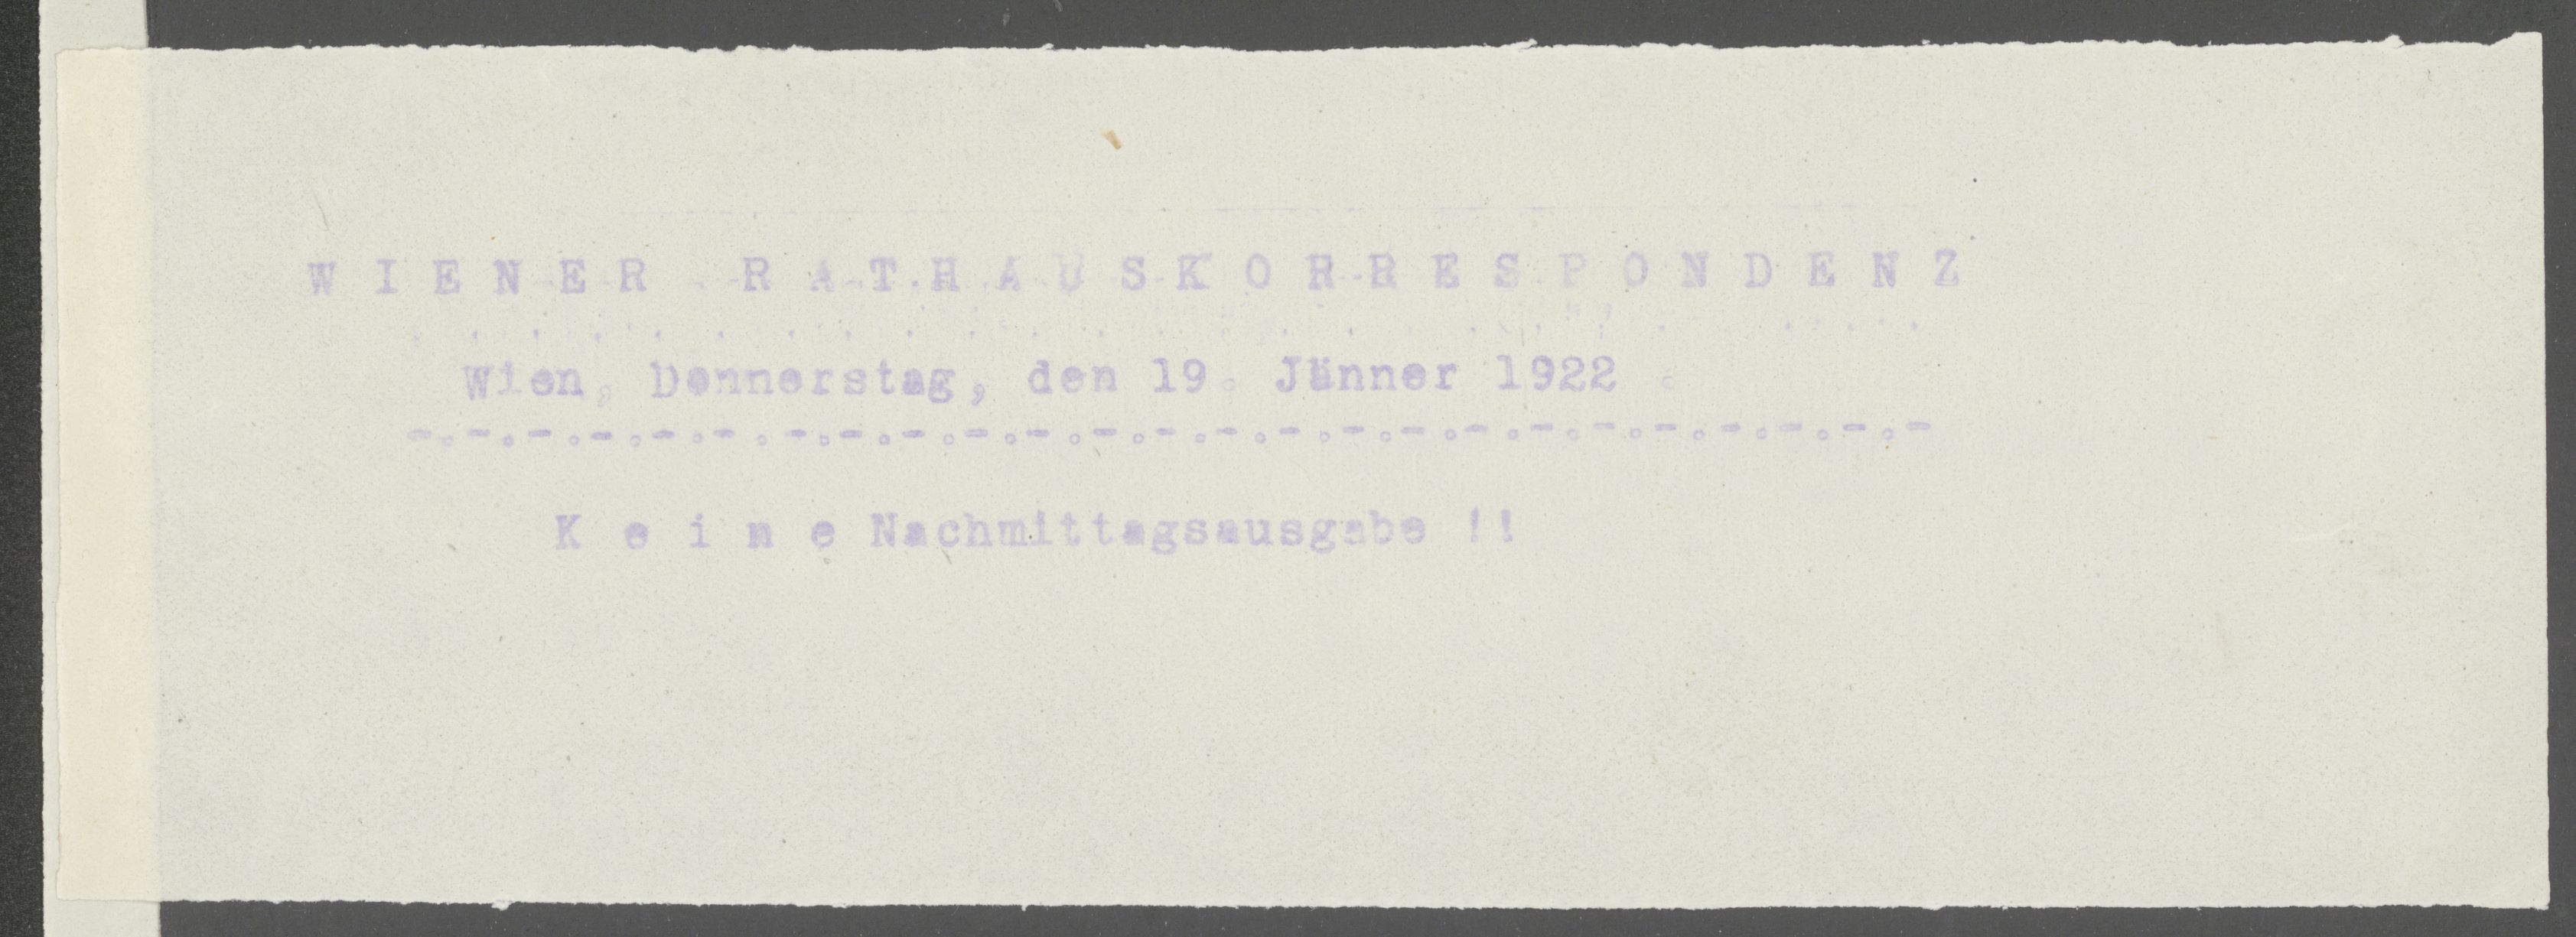 W I E N E R   R A T H A U S K O R R E S P O N D E N Z
Wien, Donnerstag, den 19. Jänner 1922.
-.-.-.-.-.-.-.-.-.-.-.-.-.-.-.-.-.-.-.-.-.-.-.-.-
K e i n e Nachmittagsausgabe !!